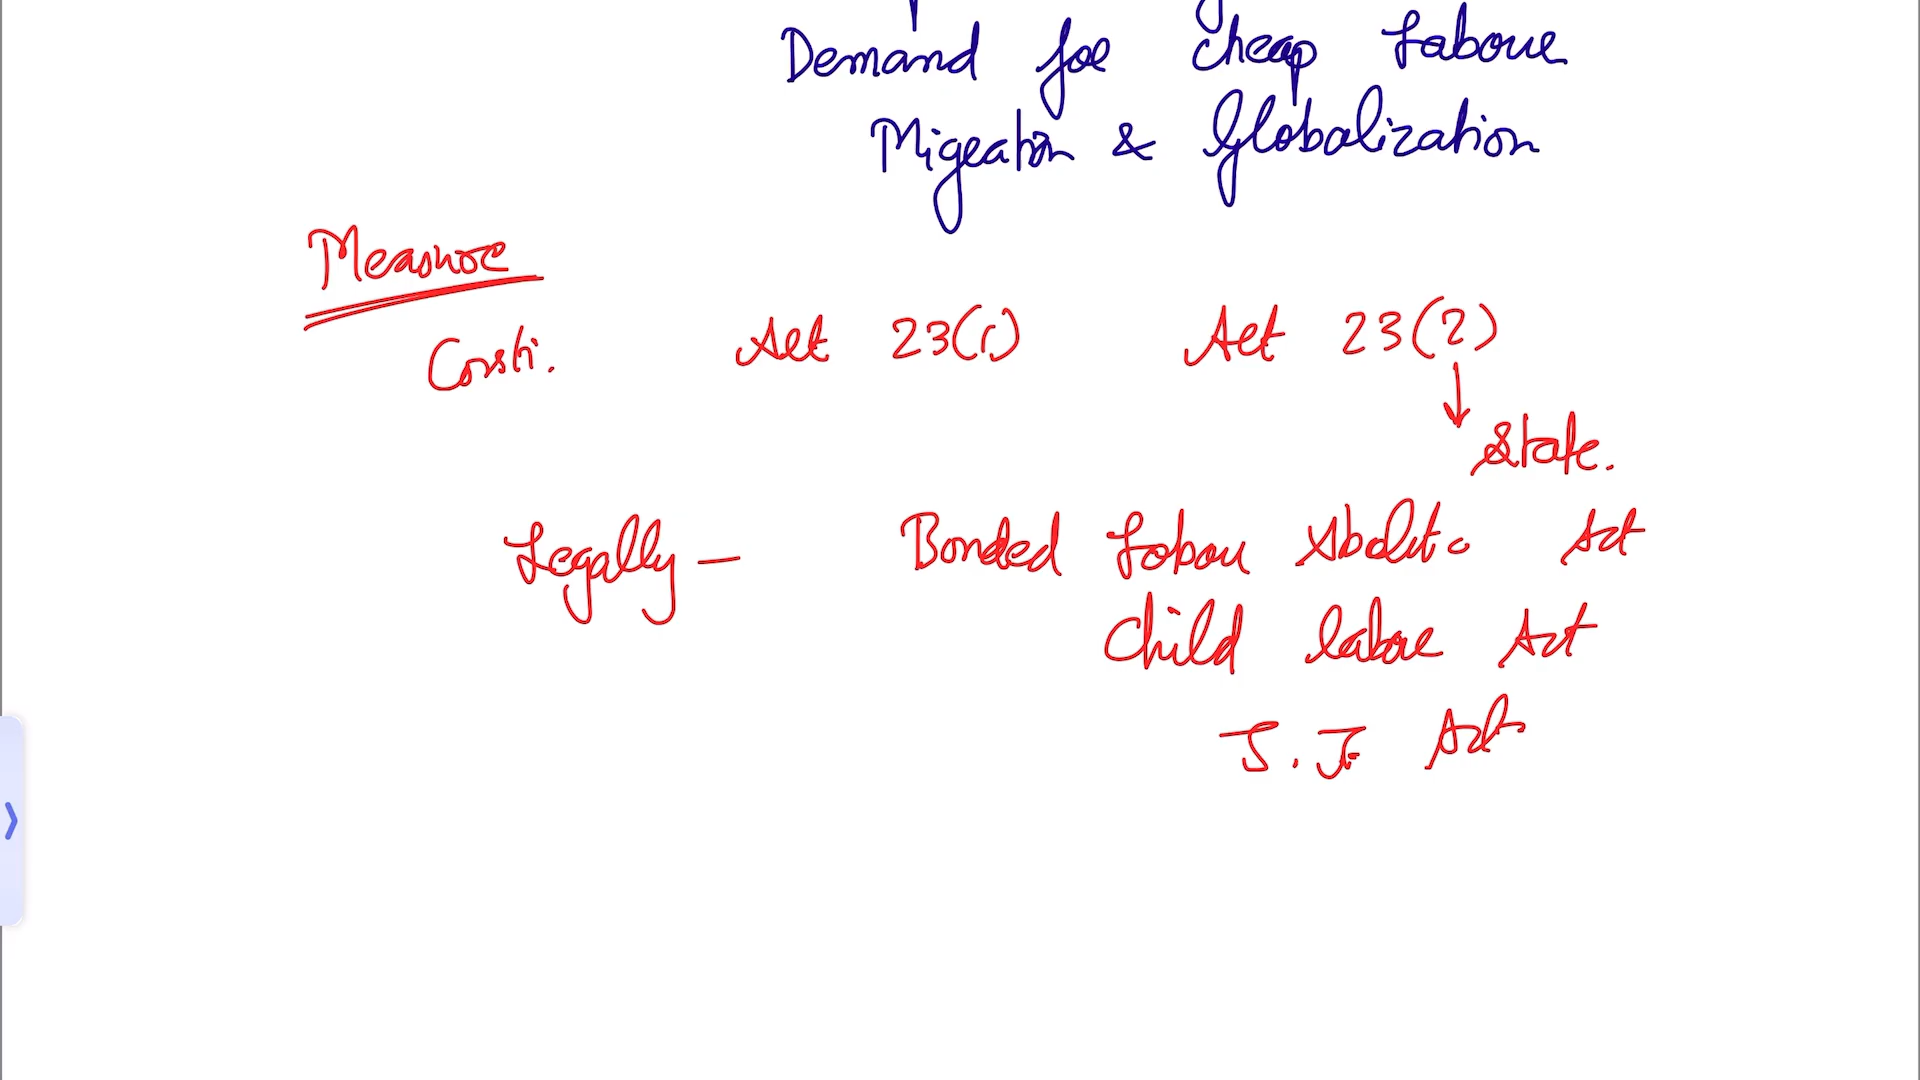 Demand for cheap Labour
Migration & Globalization
Measure
Consti. Art 23(1) Art 23(2)
State.
Legally - Bonded Labour Abolit. Act
Child labour Act
J. J. Act